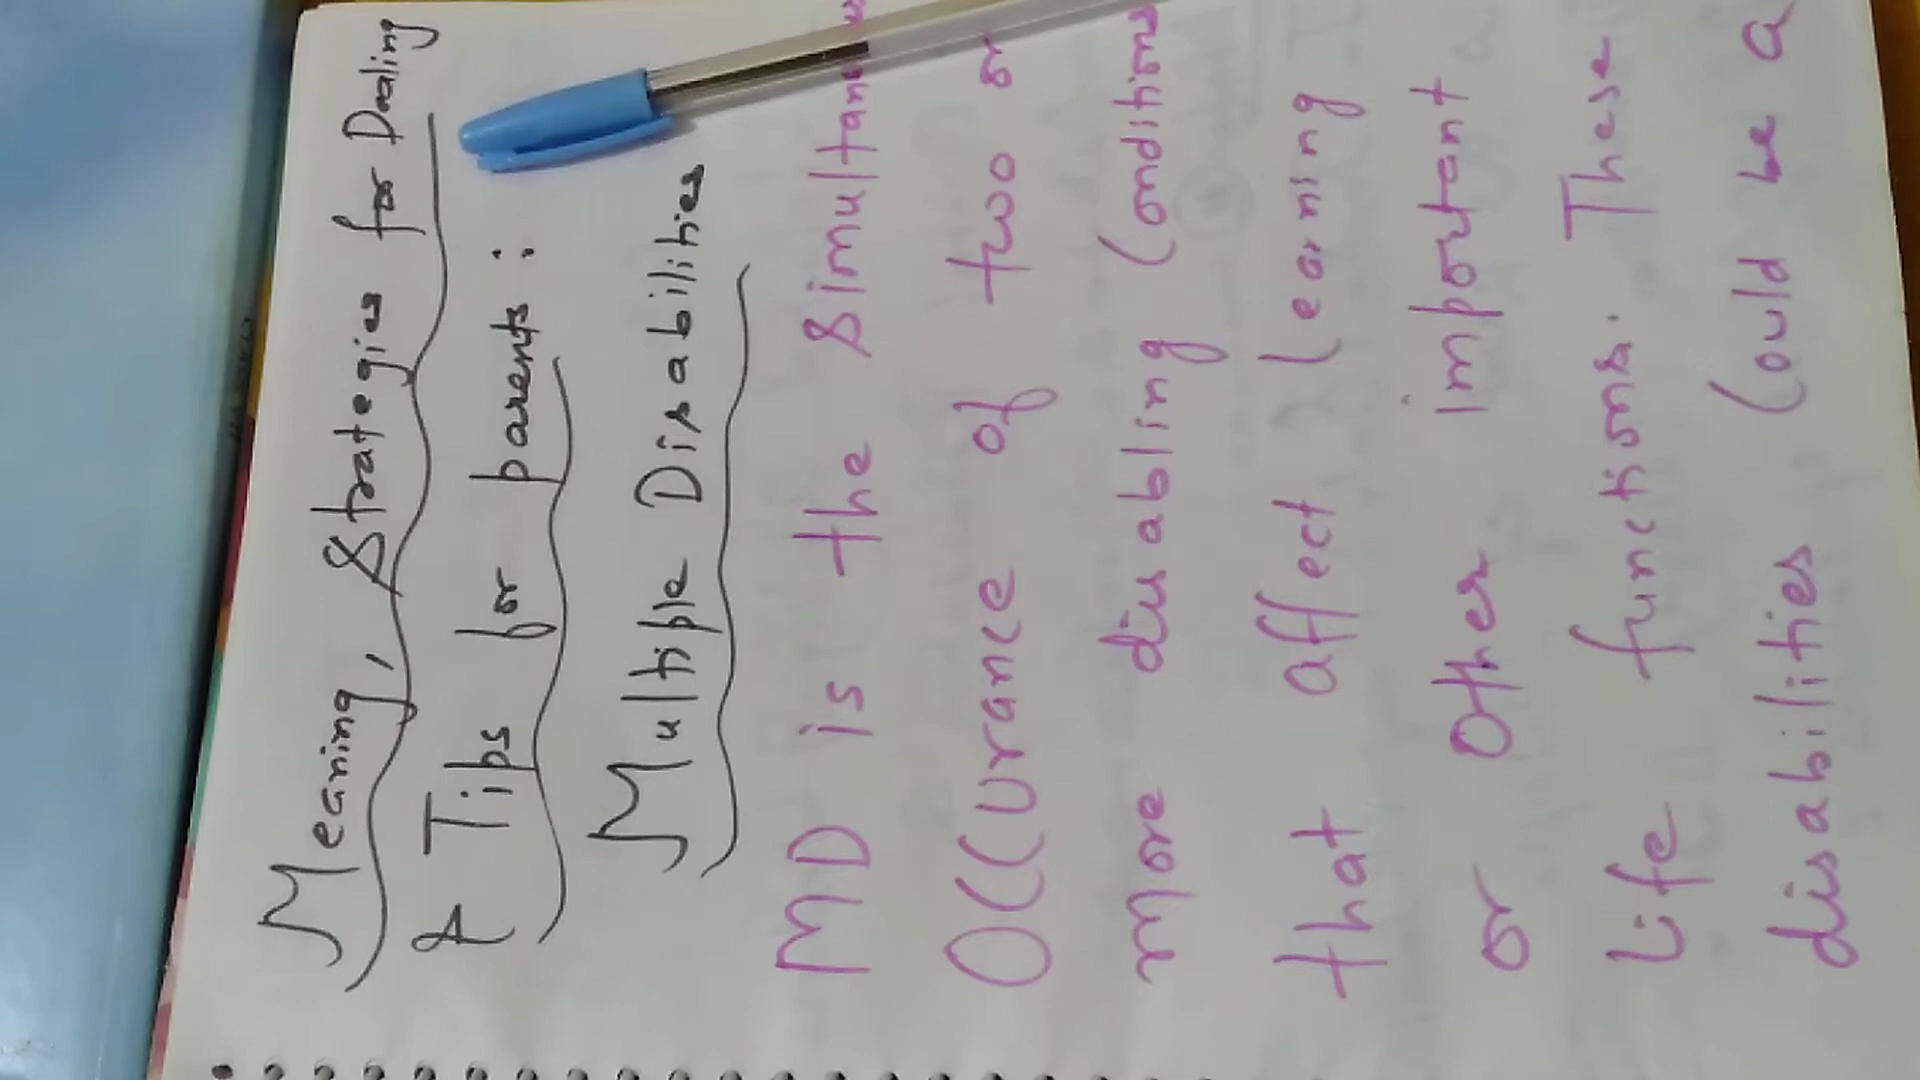 Meaning, Strategies for Dealing
& Tips for parents :
Multiple Disabilities
MD is the Simultan
Occurance of two or
more disabling Conditions
that affect learning
or Other important
Life functions. These
disabilities Could be a